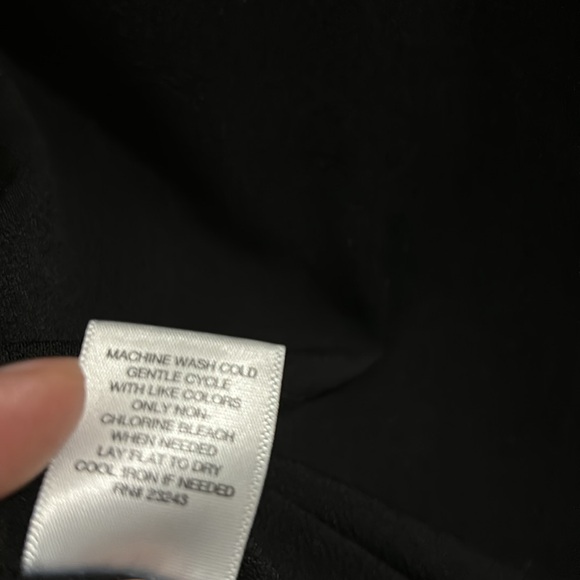 MACHINE WASH COLD
GENTLE CYCLE
WITH LIKE COLORS
ONLY NON
CHLORINE BLEACH
WHEN NEEDED
LAY FLAT TO DRY
COOL IRON IF NEEDED
RN# 23243